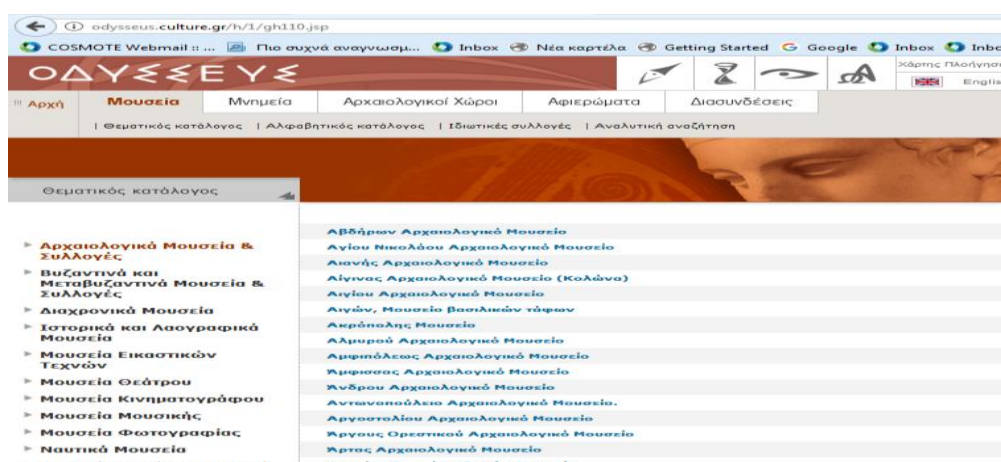 odysseus.culture.gr/h/1/gh110.jsp
COSMOTE Webmail :: ... Πιο συχνά αναγνωσμ... Inbox Νέα καρτέλα Getting Started Google Inbox Inbo
ΟΔΥΣΣΕΥΣ
Χάρτης Πλοήγησ
Englis
Αρχή Μουσεία Μνημεία Αρχαιολογικοί Χώροι Αφιερώματα Διασυνδέσεις
| Θεματικός κατάλογος | Αλφαβητικός κατάλογος | Ιδιωτικές συλλογές | Αναλυτική αναζήτηση
Θεματικός κατάλογος
Αρχαιολογικά Μουσεία &
Συλλογές
Βυζαντινά και
Μεταβυζαντινά Μουσεία &
Συλλογές
Διαχρονικά Μουσεία
Ιστορικά και Λαογραφικά
Μουσεία
Μουσεία Εικαστικών
Τεχνών
Μουσεία Θεάτρου
Μουσεία Κινηματογράφου
Μουσεία Μουσικής
Μουσεία Φωτογραφίας
Ναυτικά Μουσεία
Αβδήρων Αρχαιολογικό Μουσείο
Αγίου Νικολάου Αρχαιολογικό Μουσείο
Αιανής Αρχαιολογικό Μουσείο
Αίγινας Αρχαιολογικό Μουσείο (Κολώνα)
Αιγίου Αρχαιολογικό Μουσείο
Αιγών, Μουσείο βασιλικών τάφων
Ακρόπολης Μουσείο
Αλμυρού Αρχαιολογικό Μουσείο
Αμφιπόλεως Αρχαιολογικό Μουσείο
Άμφισσας Αρχαιολογικό Μουσείο
Άνδρου Αρχαιολογικό Μουσείο
Αντωνοπούλειο Αρχαιολογικό Μουσείο.
Αργοστολίου Αρχαιολογικό Μουσείο
Άργους Ορεστικού Αρχαιολογικό Μουσείο
Άρτας Αρχαιολογικό Μουσείο